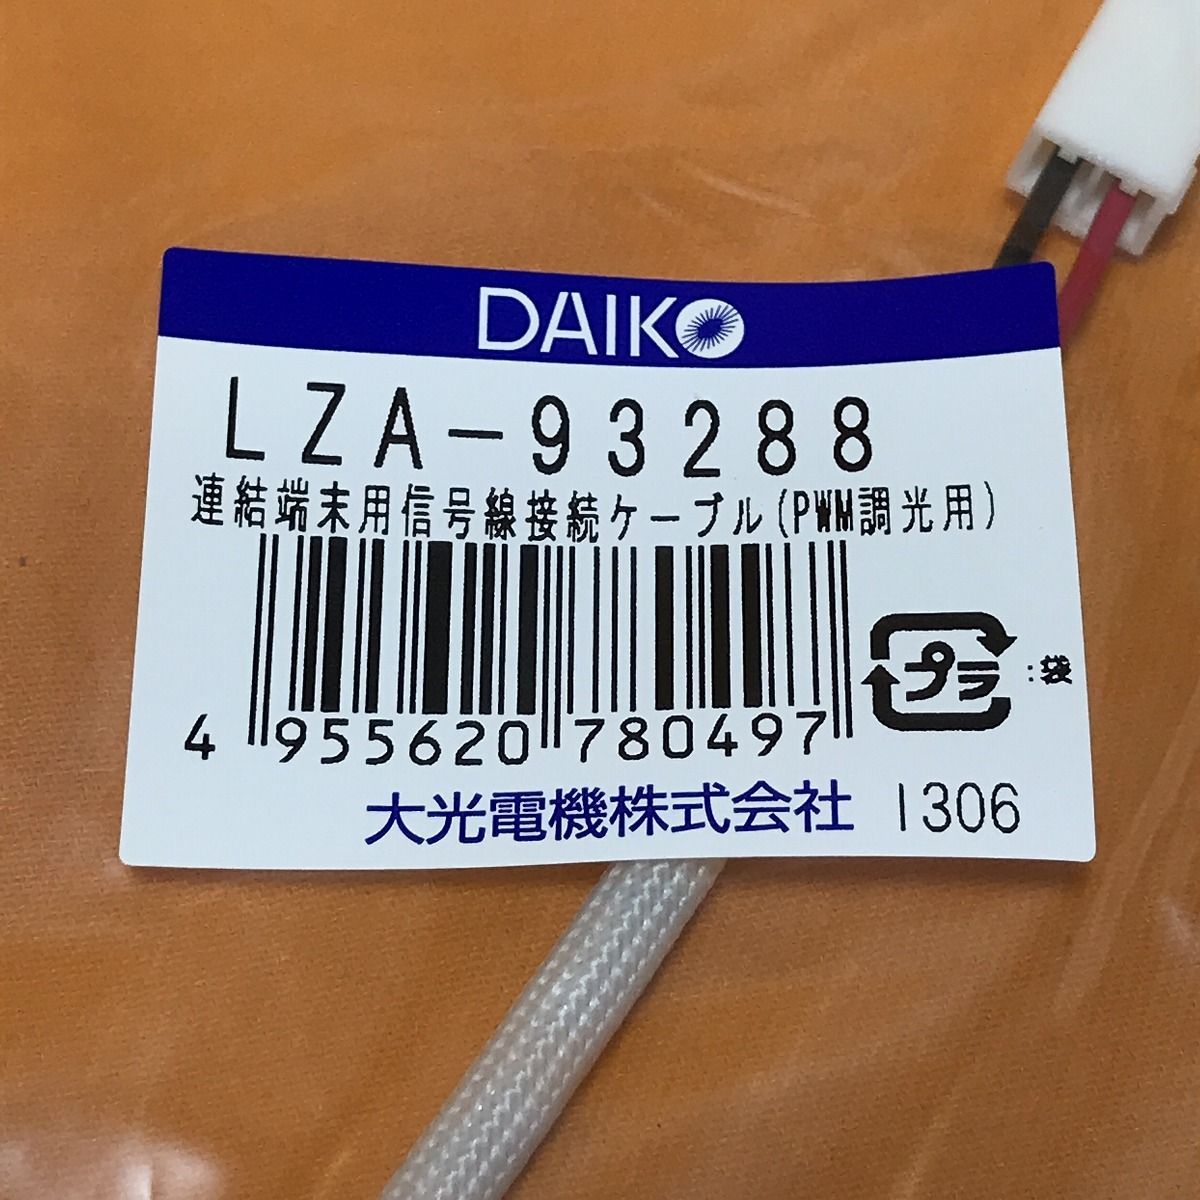 DAIKO
LZA-93288
連結端末用信号線接続ケーブル(PWM調光用)
プラ :袋
4 955620 780497
大光電機株式会社 1306